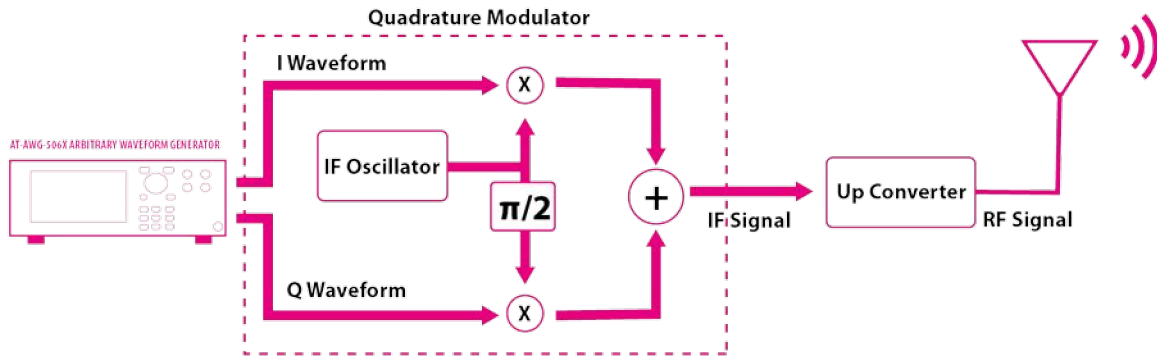 Quadrature Modulator
I Waveform
X
AT-AWG-506X ARBITRARY WAVEFORM GENERATOR
IF Oscillator
π/2
+
Up Converter
IF Signal
RF Signal
Q Waveform
X